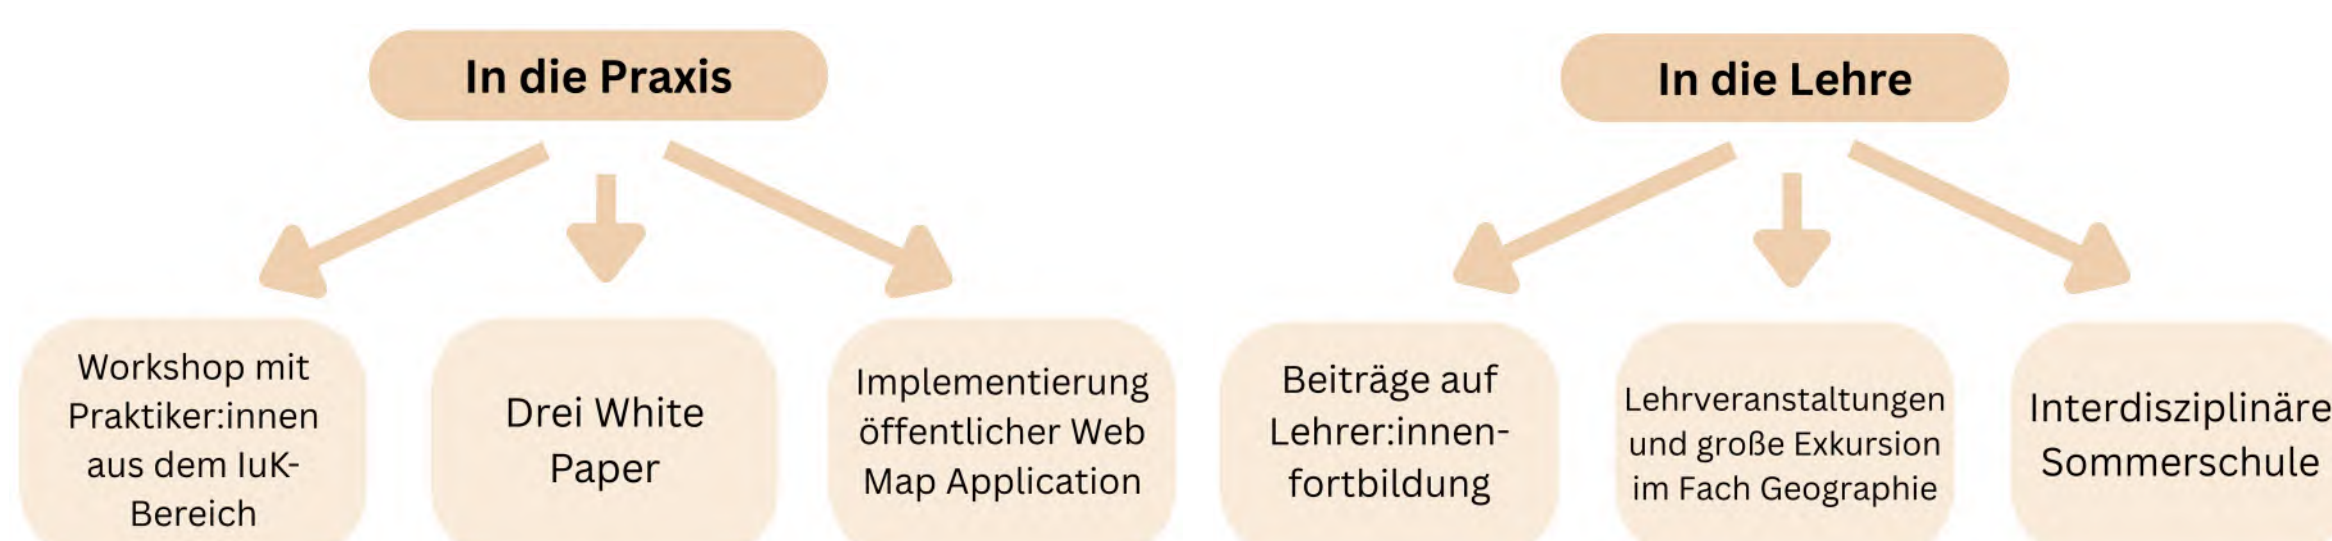 In die Praxis
In die Lehre
Workshop mit
Praktiker:innen
aus dem IuK-
Bereich
Drei White
Paper
Implementierung
öffentlicher Web
Map Application
Beiträge auf
Lehrer:innen-
fortbildung
Lehrveranstaltungen
und große Exkursion
im Fach Geographie
Interdisziplinäre
Sommerschule